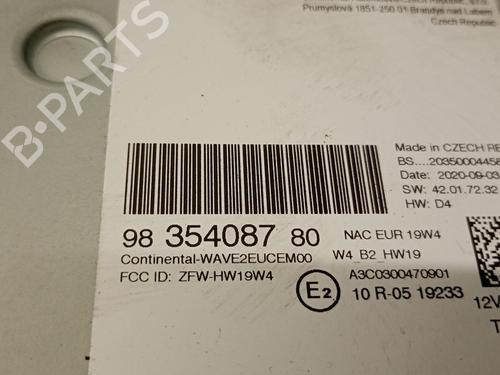 Průmyslová 1851-250 01 Brandýs nad Labem
Czech Republic
Made in CZECH RE
BS....:20350004458
Date: 2020-09-03
SW: 42.01.72.32
HW: D4
98 354087 80
NAC EUR 19W4
Continental-WAVE2EUCEM00
W4_B2_HW19
FCC ID: ZFW-HW19W4
A3C0300470901
E2
10 R-05 19233
12V
B-Parts